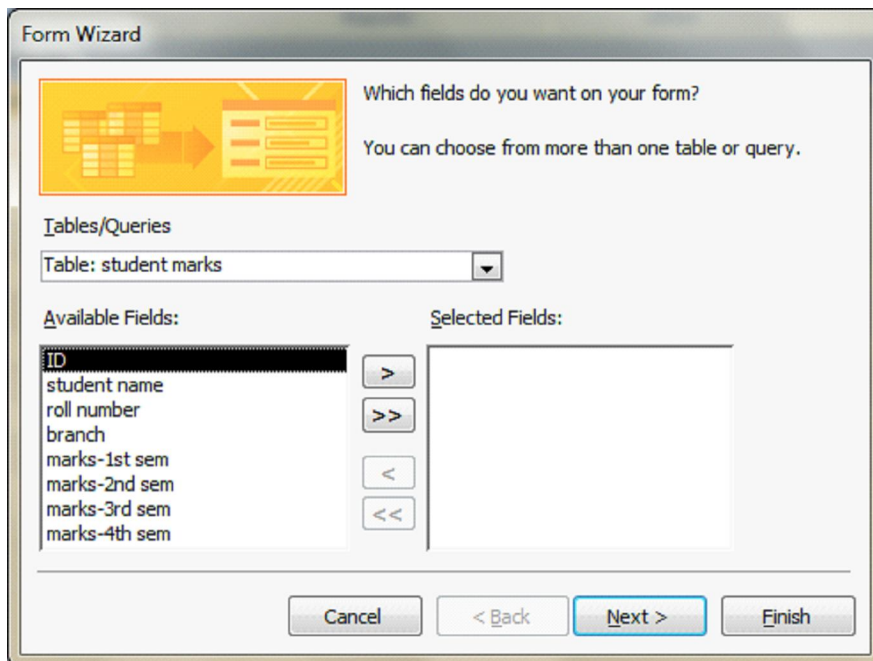 Form Wizard
Which fields do you want on your form?
You can choose from more than one table or query.
Tables/Queries
Table: student marks
Available Fields:
Selected Fields:
ID
student name
roll number
branch
marks-1st sem
marks-2nd sem
marks-3rd sem
marks-4th sem
>
>>
<
<<
Cancel
< Back
Next >
Finish